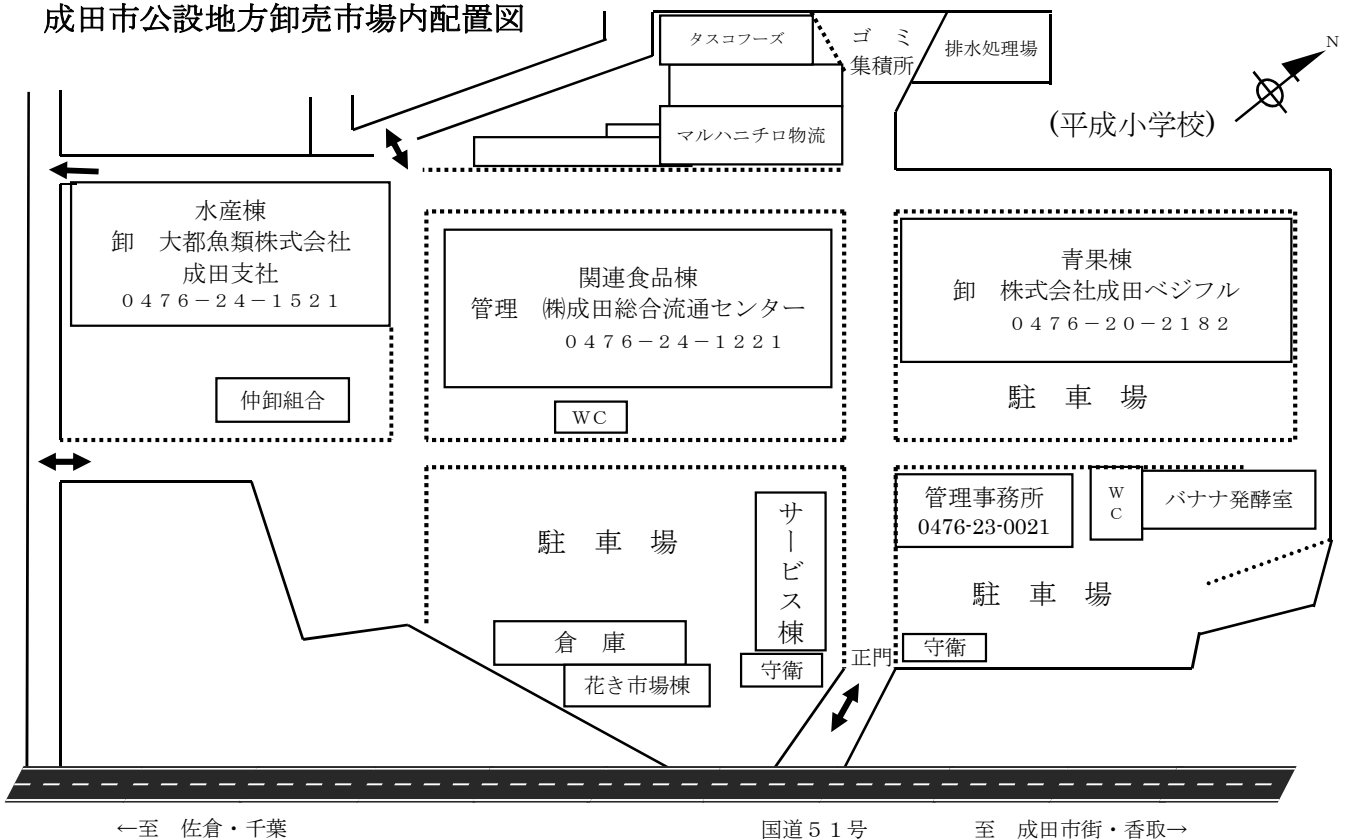 成田市公設地方卸売市場内配置図
タスコフーズ
ゴ ミ
集積所
排水処理場
N
(平成小学校)
マルハニチロ物流
水産棟
卸 大都魚類株式会社
成田支社
0476-24-1521
関連食品棟
管理 ㈱成田総合流通センター
0476-24-1221
青果棟
卸 株式会社成田ベジフル
0476-20-2182
駐 車 場
仲卸組合
WC
駐 車 場
サービス棟
管理事務所
0476-23-0021
WC
バナナ発酵室
駐 車 場
倉 庫
花き市場棟
守衛
正門
守衛
←至 佐倉・千葉
国道51号
至 成田市街・香取→